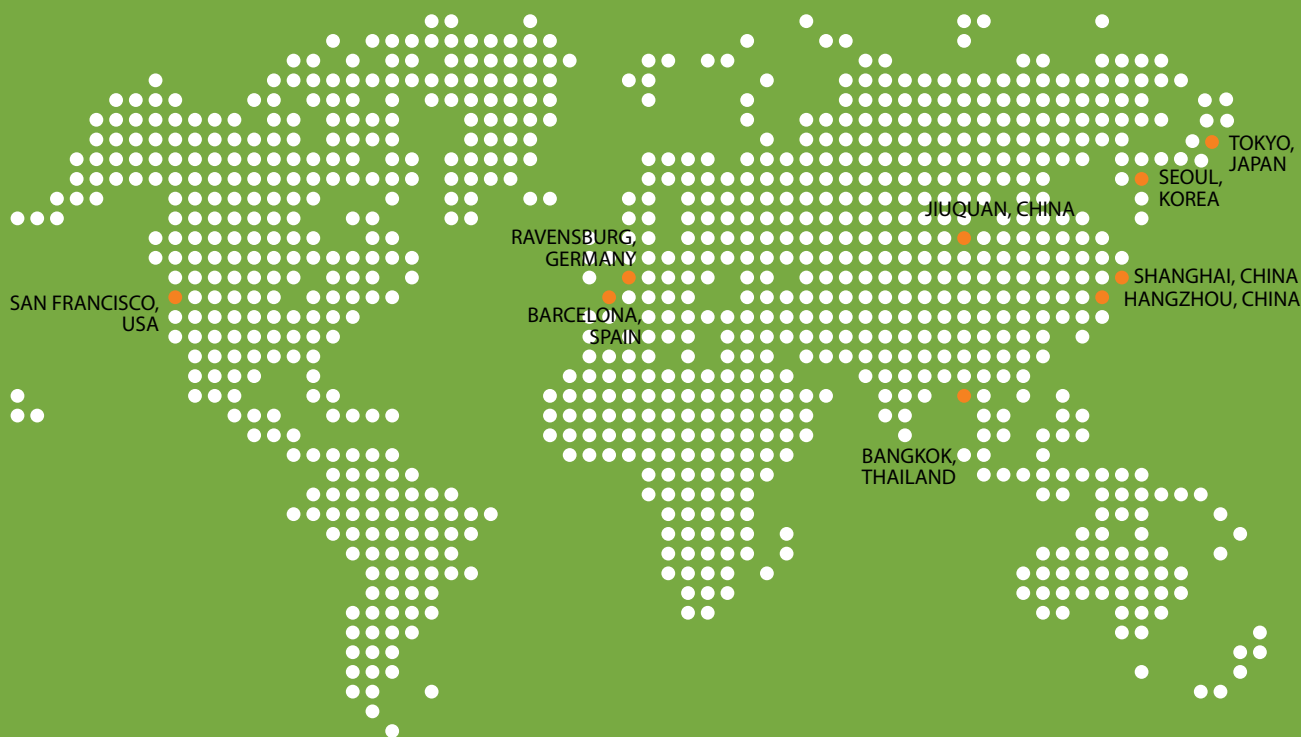 TOKYO,
JAPAN
SEOUL,
KOREA
JIUQUAN, CHINA
RAVENSBURG,
GERMANY
SHANGHAI, CHINA
HANGZHOU, CHINA
SAN FRANCISCO,
USA
BARCELONA,
SPAIN
BANGKOK,
THAILAND